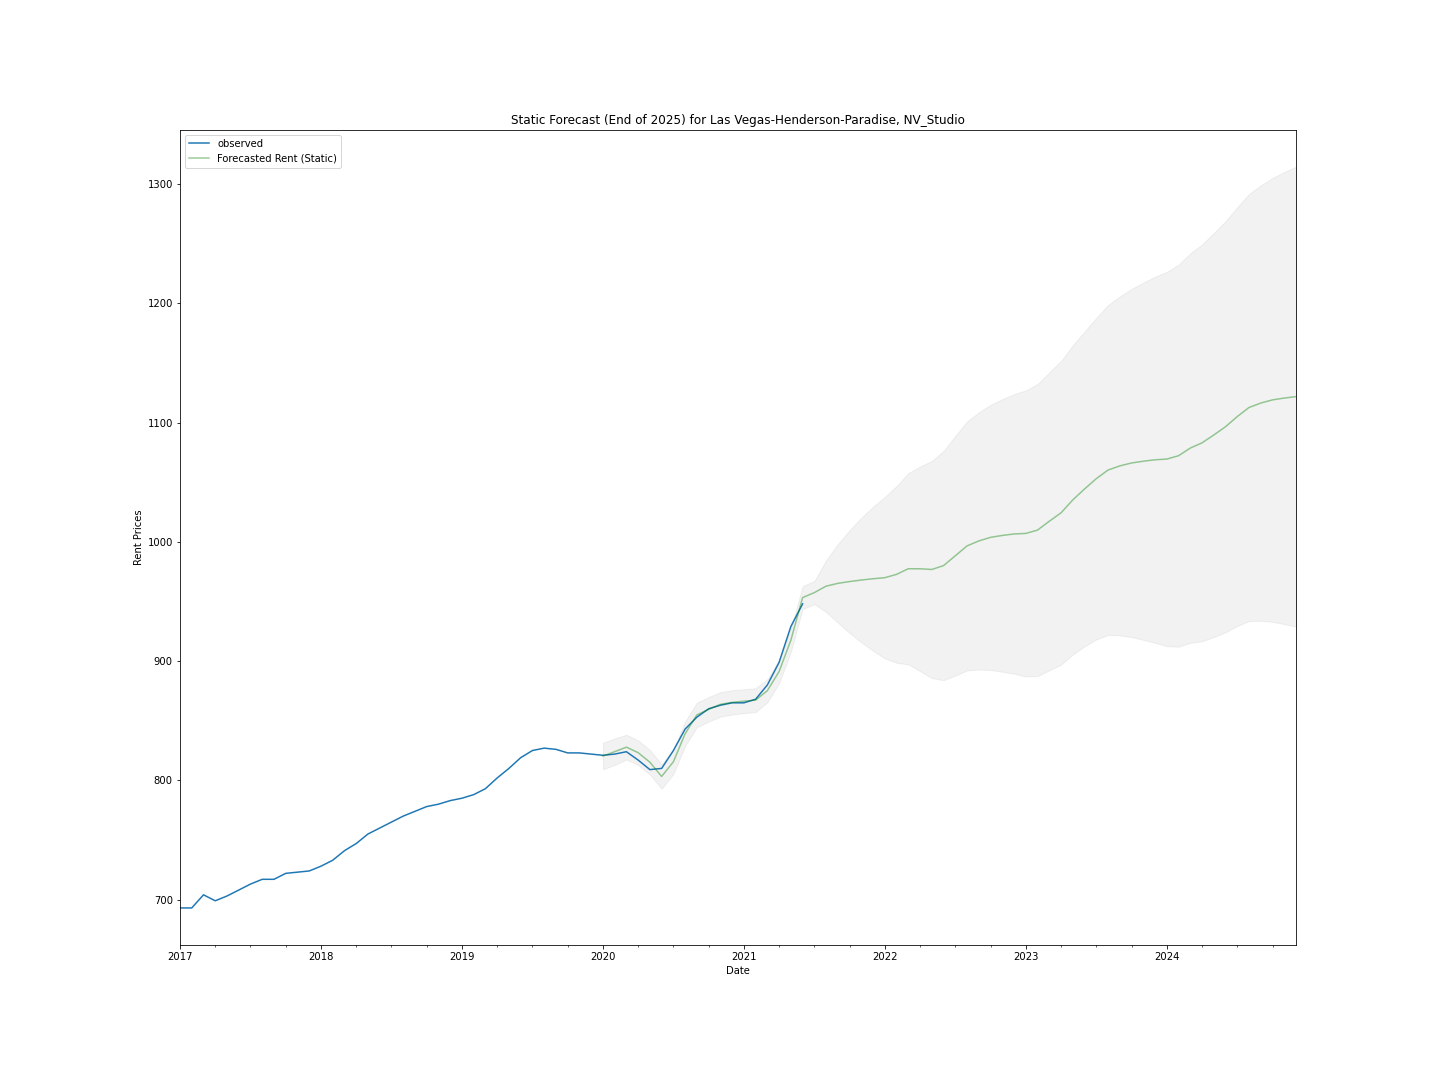 Static Forecast (End of 2025) for Las Vegas-Henderson-Paradise, NV_Studio
observed
Forecasted Rent (Static)
1300
1200
1100
1000
900
800
700
Rent Prices
2017 2018 2019 2020 2021 2022 2023 2024
Date